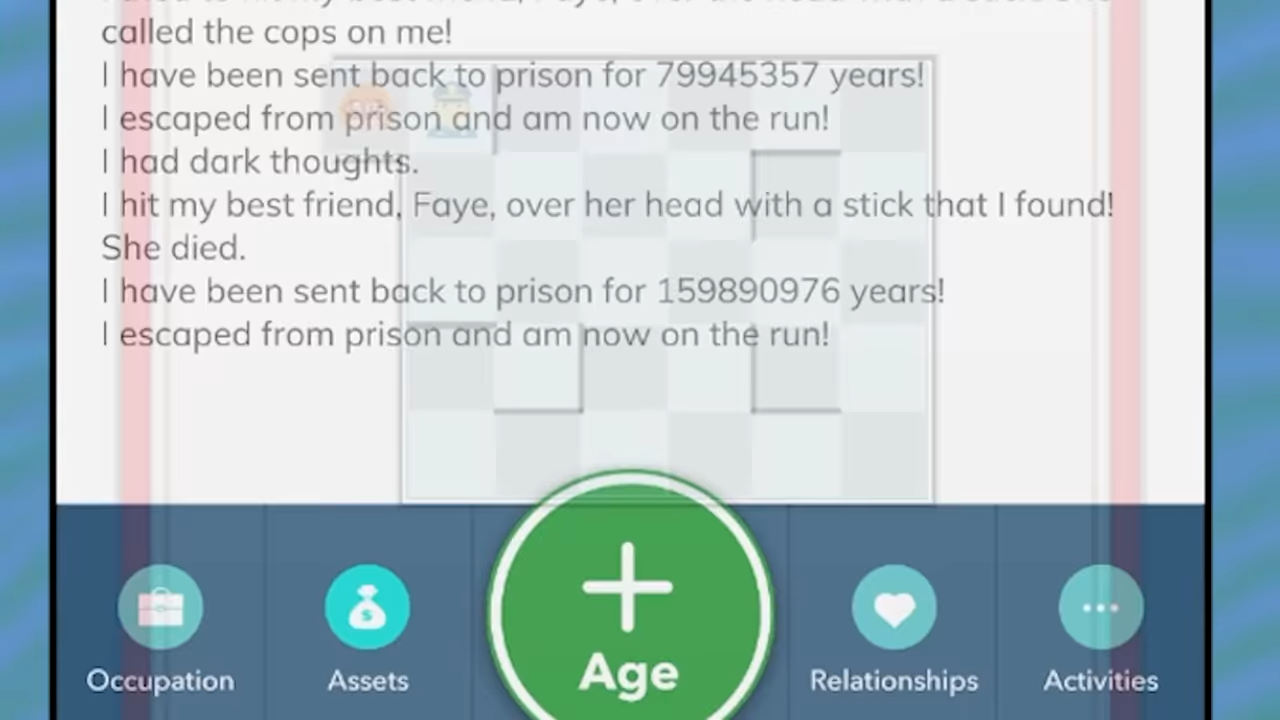 called the cops on me!
I have been sent back to prison for 79945357 years!
I escaped from prison and am now on the run!
I had dark thoughts.
I hit my best friend, Faye, over her head with a stick that I found!
She died.
I have been sent back to prison for 159890976 years!
I escaped from prison and am now on the run!
Occupation
Assets
Age
Relationships
Activities